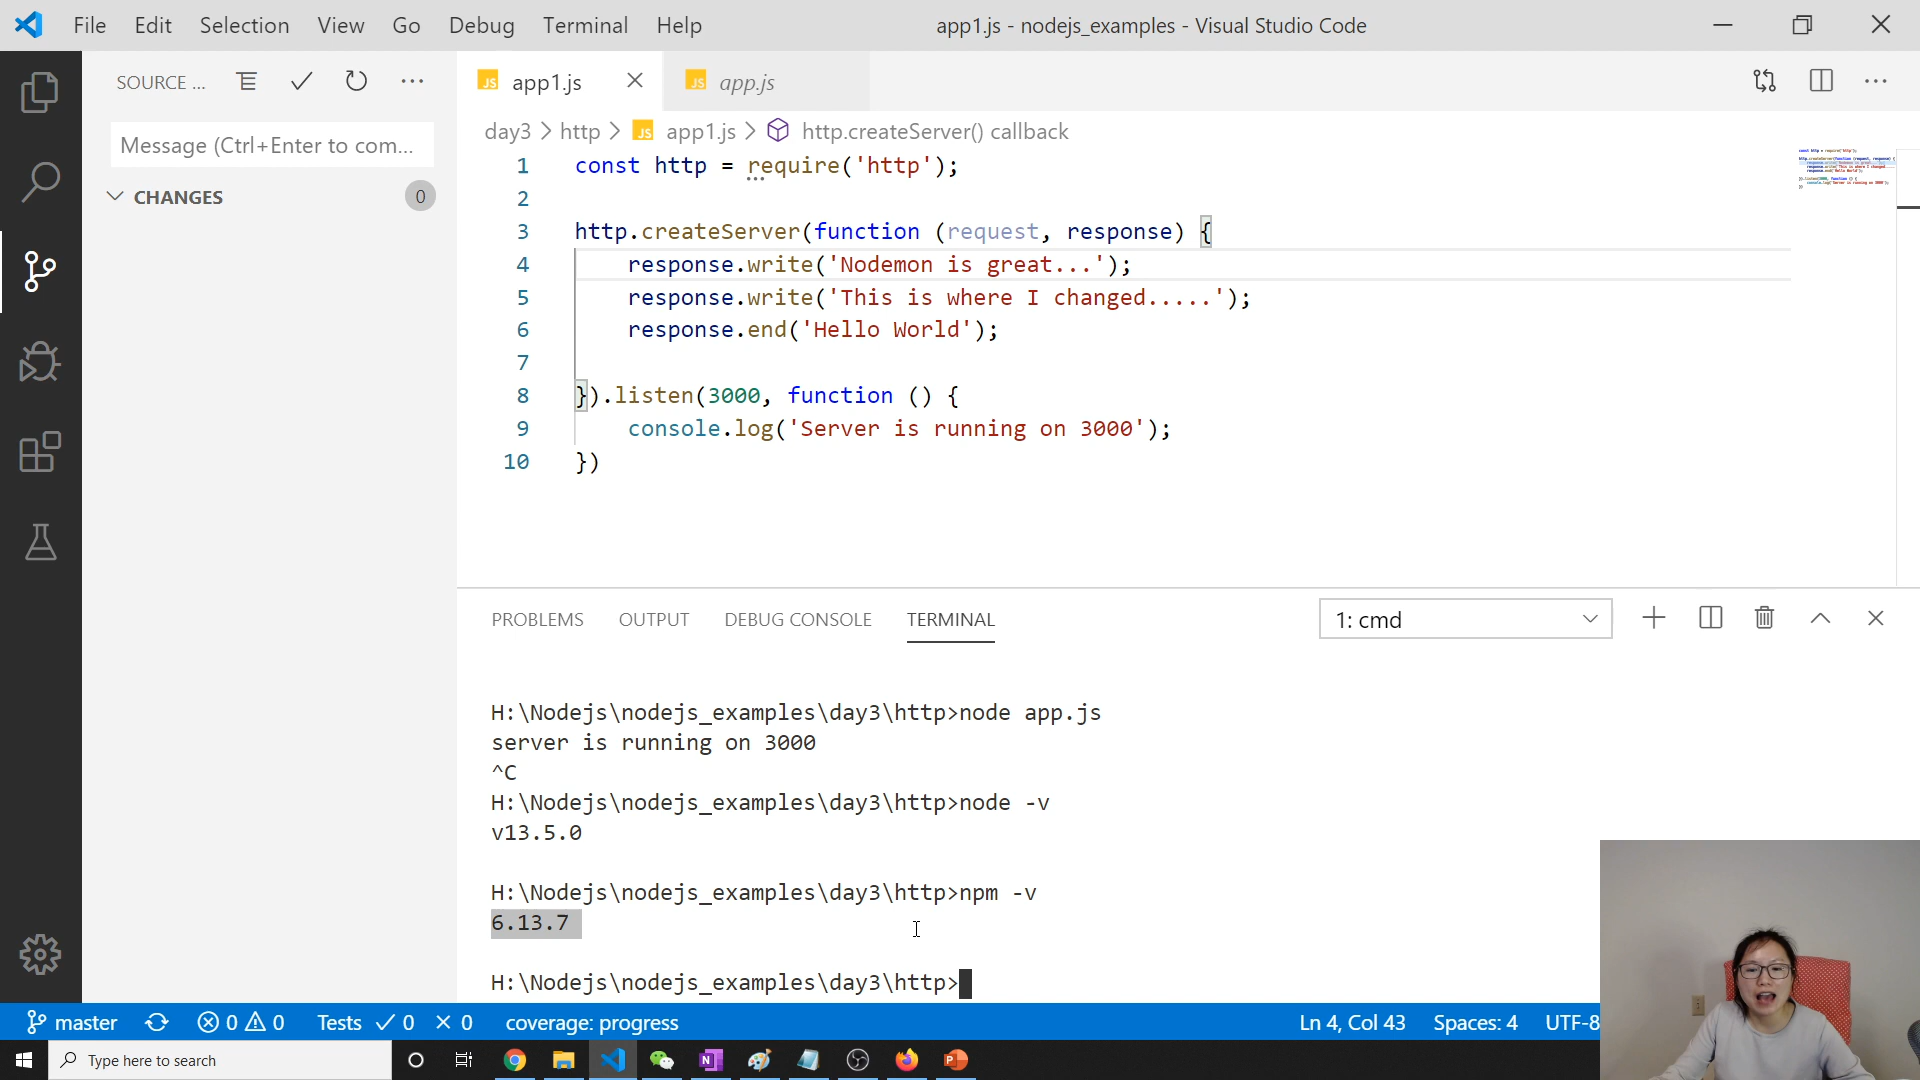 File Edit Selection View Go Debug Terminal Help
app1.js - nodejs_examples - Visual Studio Code
SOURCE ...
Message (Ctrl+Enter to com...
CHANGES 0
JS app1.js
JS app.js
day3 > http > JS app1.js > http.createServer() callback
1 const http = require('http');
2
3 http.createServer(function (request, response) {
4 response.write('Nodemon is great...');
5 response.write('This is where I changed.....');
6 response.end('Hello World');
7
8 }).listen(3000, function () {
9 console.log('Server is running on 3000');
10 })
PROBLEMS OUTPUT DEBUG CONSOLE TERMINAL
1: cmd
H:\Nodejs\nodejs_examples\day3\http>node app.js
server is running on 3000
^C
H:\Nodejs\nodejs_examples\day3\http>node -v
v13.5.0
H:\Nodejs\nodejs_examples\day3\http>npm -v
6.13.7
H:\Nodejs\nodejs_examples\day3\http>
master 0 0 Tests 0 0 coverage: progress
Ln 4, Col 43 Spaces: 4 UTF-8
Type here to search